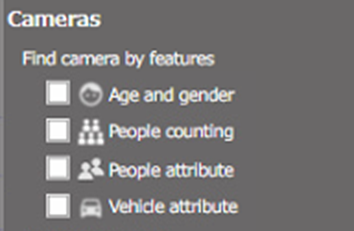 Cameras
Find camera by features
Age and gender
People counting
People attribute
Vehicle attribute